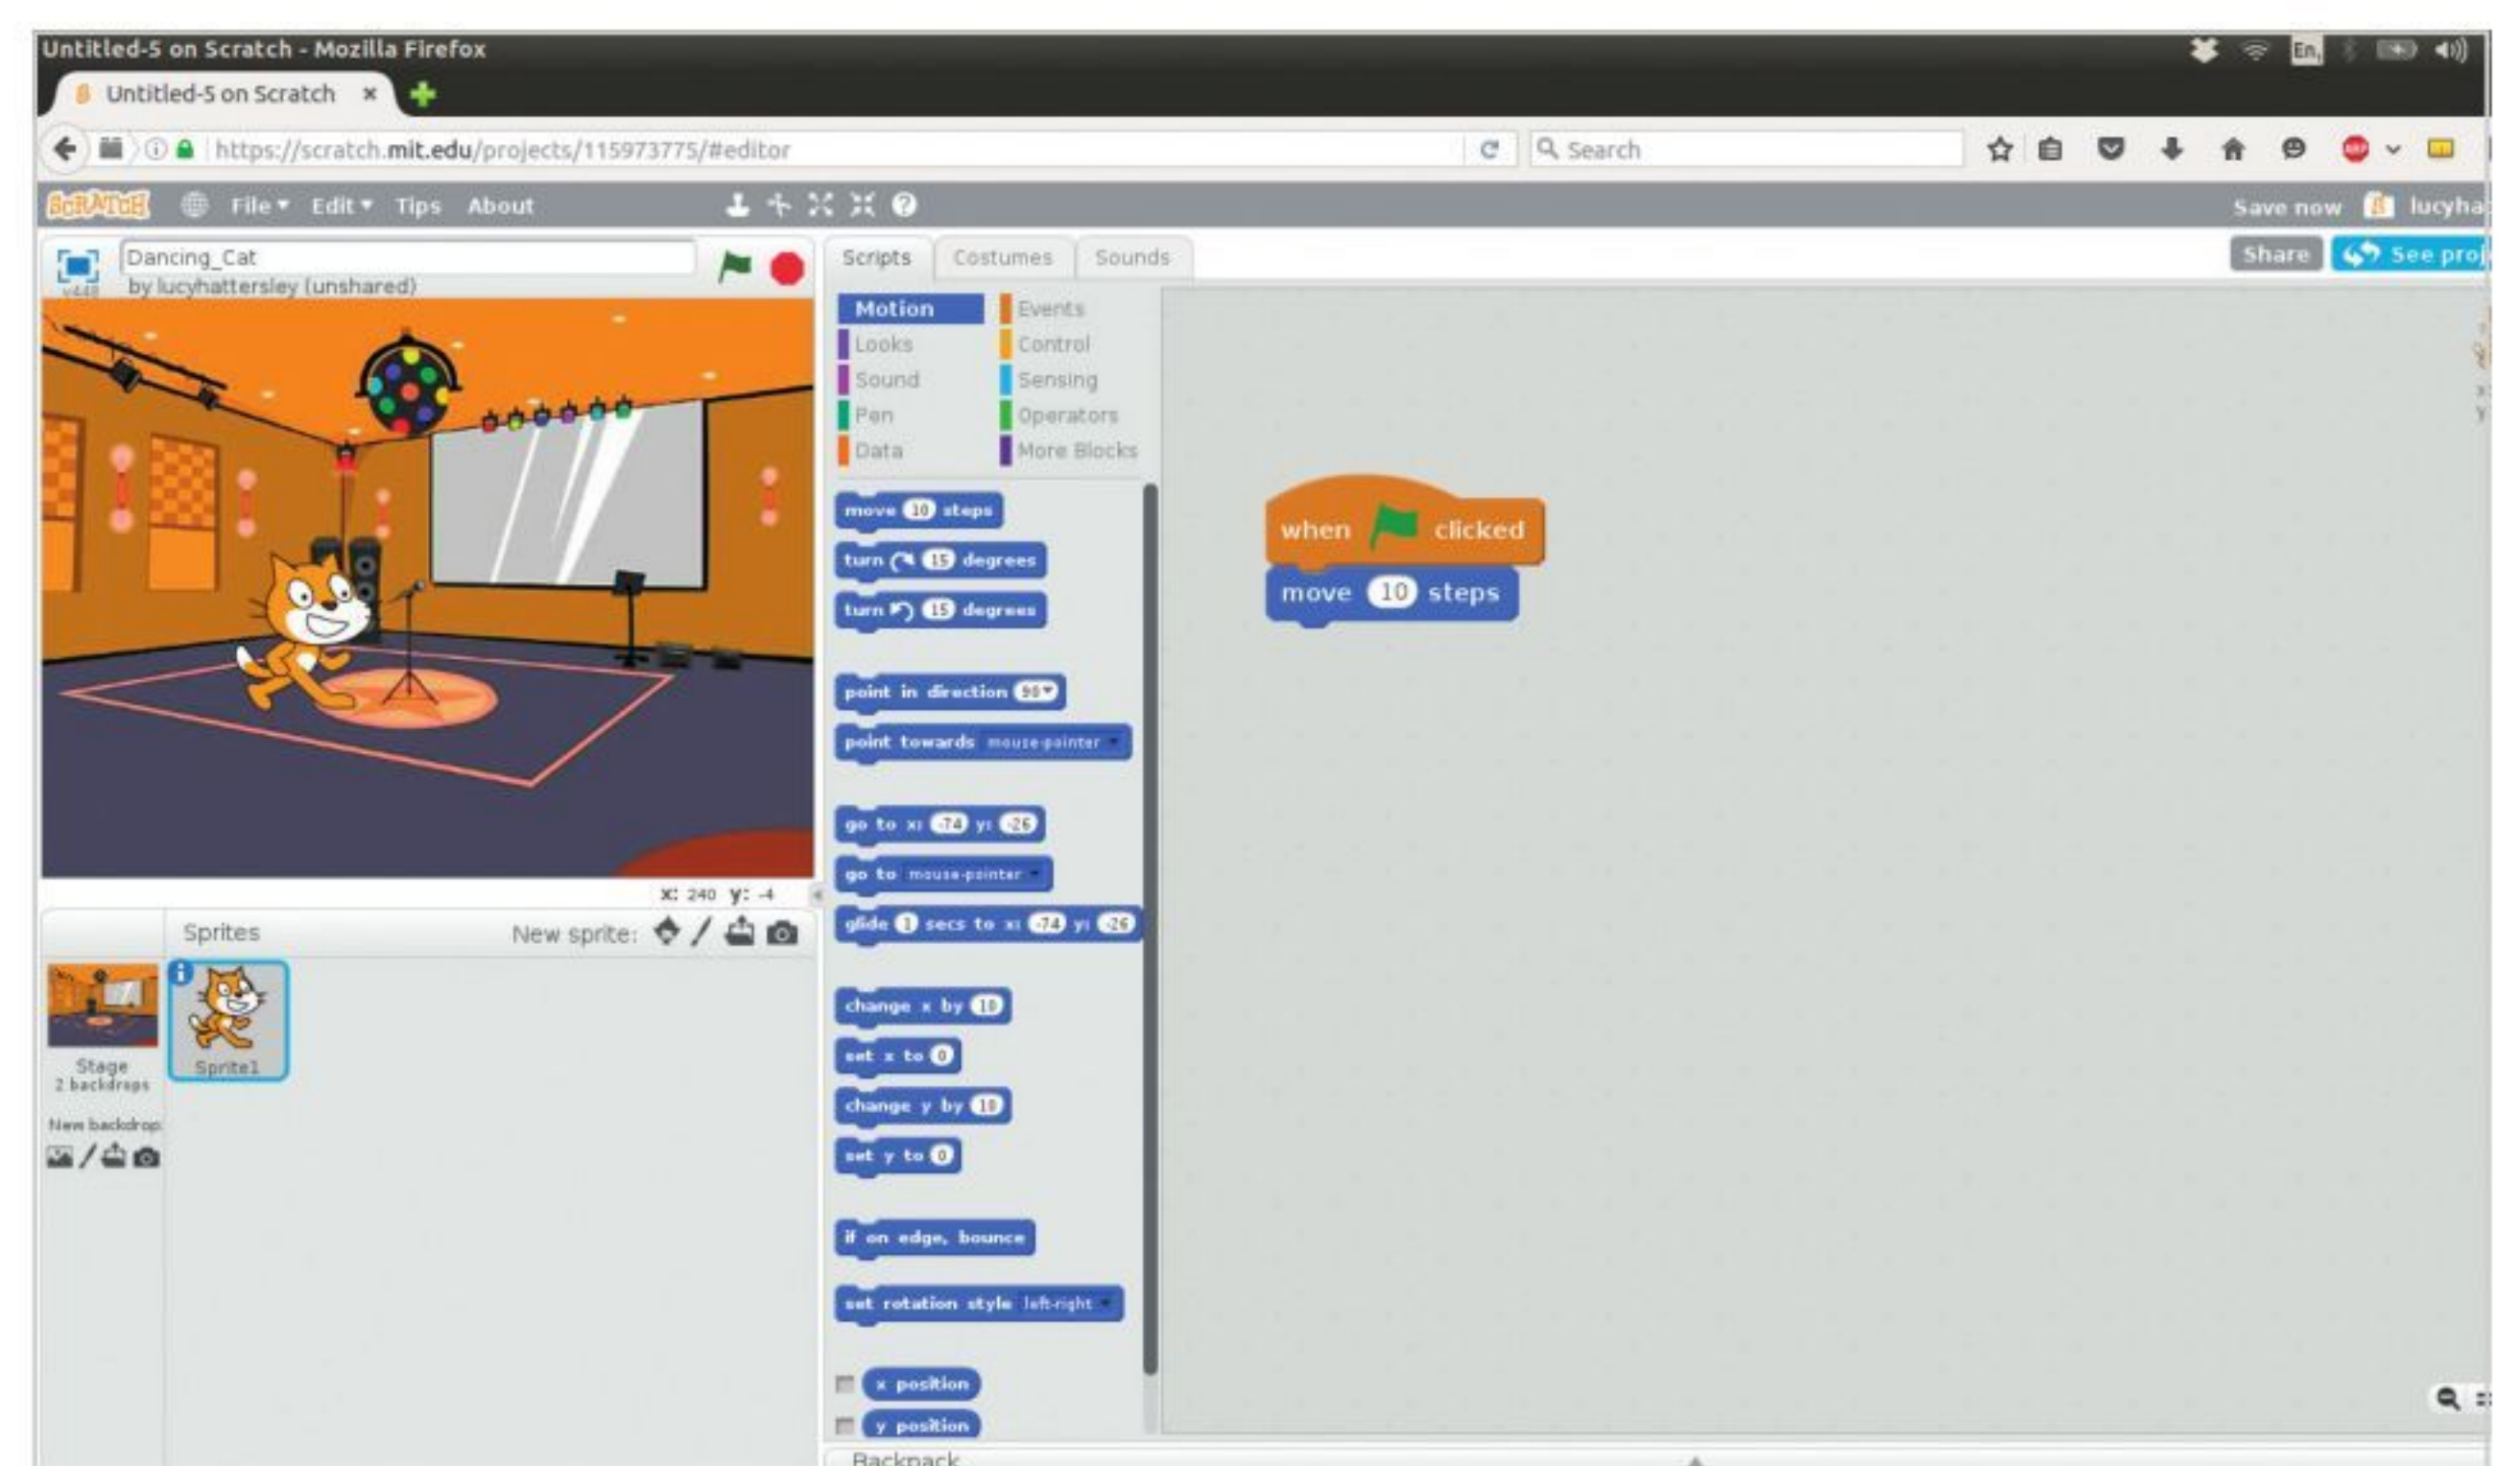 Untitled-5 on Scratch - Mozilla Firefox
En,
Untitled-5 on Scratch
https://scratch.mit.edu/projects/115973775/#editor
Search
SCRATCH File Edit Tips About
Save now lucyha
Dancing_Cat
by lucyhattersley (unshared)
v448
Scripts Costumes Sounds
Share See proj
Motion Events
Looks Control
Sound Sensing
Pen Operators
Data More Blocks
move 10 steps
turn 15 degrees
turn 15 degrees
point in direction 90
point towards mouse-pointer
go to x: -74 y: -26
go to mouse-pointer
glide 1 secs to x: -74 y: -26
change x by 10
set x to 0
change y by 10
set y to 0
if on edge, bounce
set rotation style left-right
x position
y position
when clicked
move 10 steps
x: 240 y: -4
Sprites New sprite:
Stage
2 backdrops
Sprite1
New backdrop
Backpack